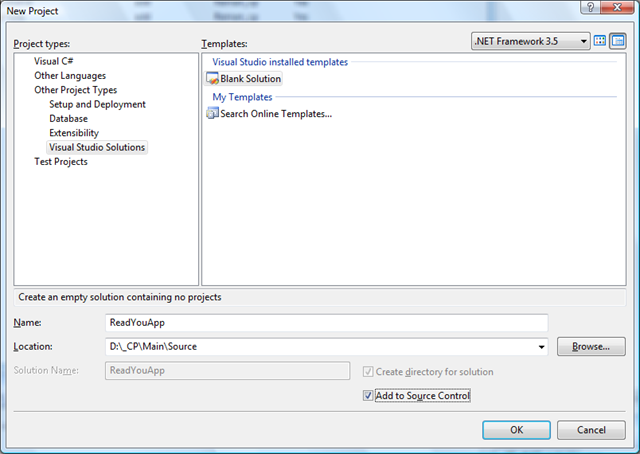 New Project
Project types:
Templates:
.NET Framework 3.5
Visual C#
Other Languages
Other Project Types
Setup and Deployment
Database
Extensibility
Visual Studio Solutions
Test Projects
Visual Studio installed templates
Blank Solution
My Templates
Search Online Templates...
Create an empty solution containing no projects
Name:
ReadYouApp
Location:
D:\_CP\Main\Source
Browse...
Solution Name:
ReadYouApp
Create directory for solution
Add to Source Control
OK
Cancel